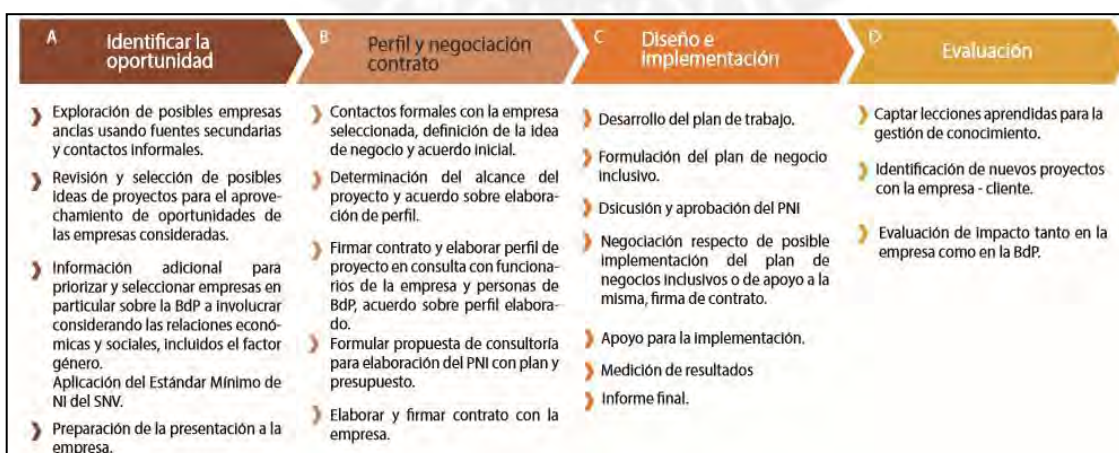 A
Identificar la
oportunidad
Exploración de posibles empresas
anclas usando fuentes secundarias
y contactos informales.
Revisión y selección de posibles
ideas de proyectos para el aprove-
chamiento de oportunidades de
las empresas consideradas.
Información adicional para
priorizar y seleccionar empresas en
particular sobre la BdP a involucrar
considerando las relaciones econó-
micas y sociales, incluidos el factor
género.
Aplicación del Estándar Mínimo de
NI del SNV.
Preparación de la presentación a la
empresa.
B
Perfil y negociación
contrato
Contactos formales con la empresa
seleccionada, definición de la idea
de negocio y acuerdo inicial.
Determinación del alcance del
proyecto y acuerdo sobre elabora-
ción de perfil.
Firmar contrato y elaborar perfil de
proyecto en consulta con funciona-
rios de la empresa y personas de
BdP, acuerdo sobre perfil elabora-
do.
Formular propuesta de consultoría
para elaboración del PNI con plan y
presupuesto.
Elaborar y firmar contrato con la
empresa.
C
Diseño e
implementación
Desarrollo del plan de trabajo.
Formulación del plan de negocio
inclusivo.
Dsicusión y aprobación del PNI
Negociación respecto de posible
implementación del plan de
negocios inclusivos o de apoyo a la
misma, firma de contrato.
Apoyo para la implementación.
Medición de resultados
Informe final.
D
Evaluación
Captar lecciones aprendidas para la
gestión de conocimiento.
Identificación de nuevos proyectos
con la empresa - cliente.
Evaluación de impacto tanto en la
empresa como en la BdP.